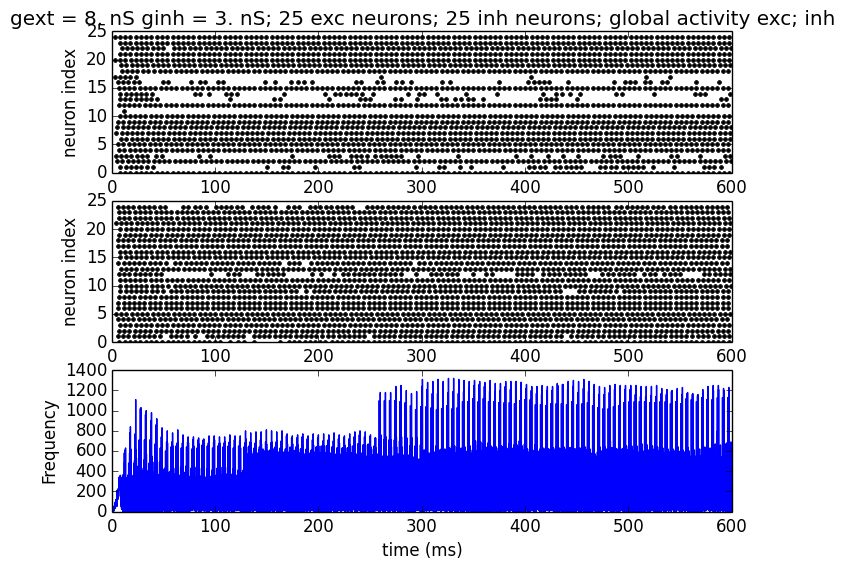 gext = 8. nS ginh = 3. nS; 25 exc neurons; 25 inh neurons; global activity exc; inh
25
20
15
10
5
0
neuron index
0 100 200 300 400 500 600
25
20
15
10
5
0
neuron index
0 100 200 300 400 500 600
1400
1200
1000
800
600
400
200
0
Frequency
0 100 200 300 400 500 600
time (ms)